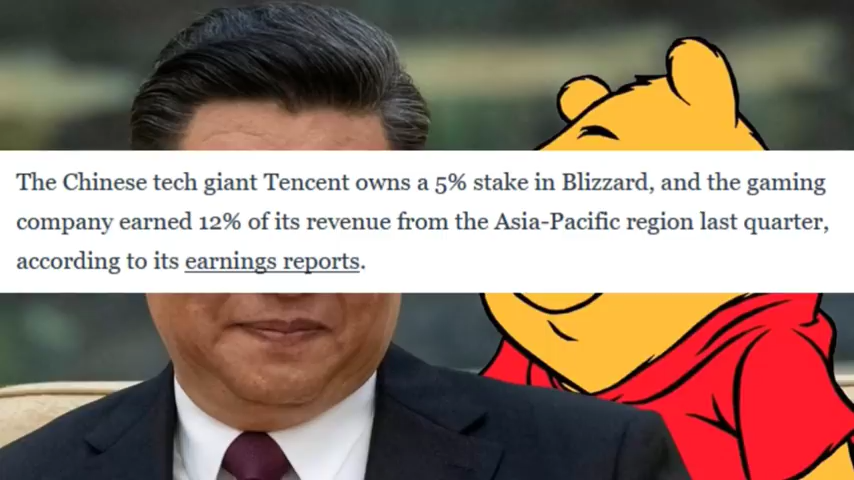 The Chinese tech giant Tencent owns a 5% stake in Blizzard, and the gaming
company earned 12% of its revenue from the Asia-Pacific region last quarter,
according to its earnings reports.